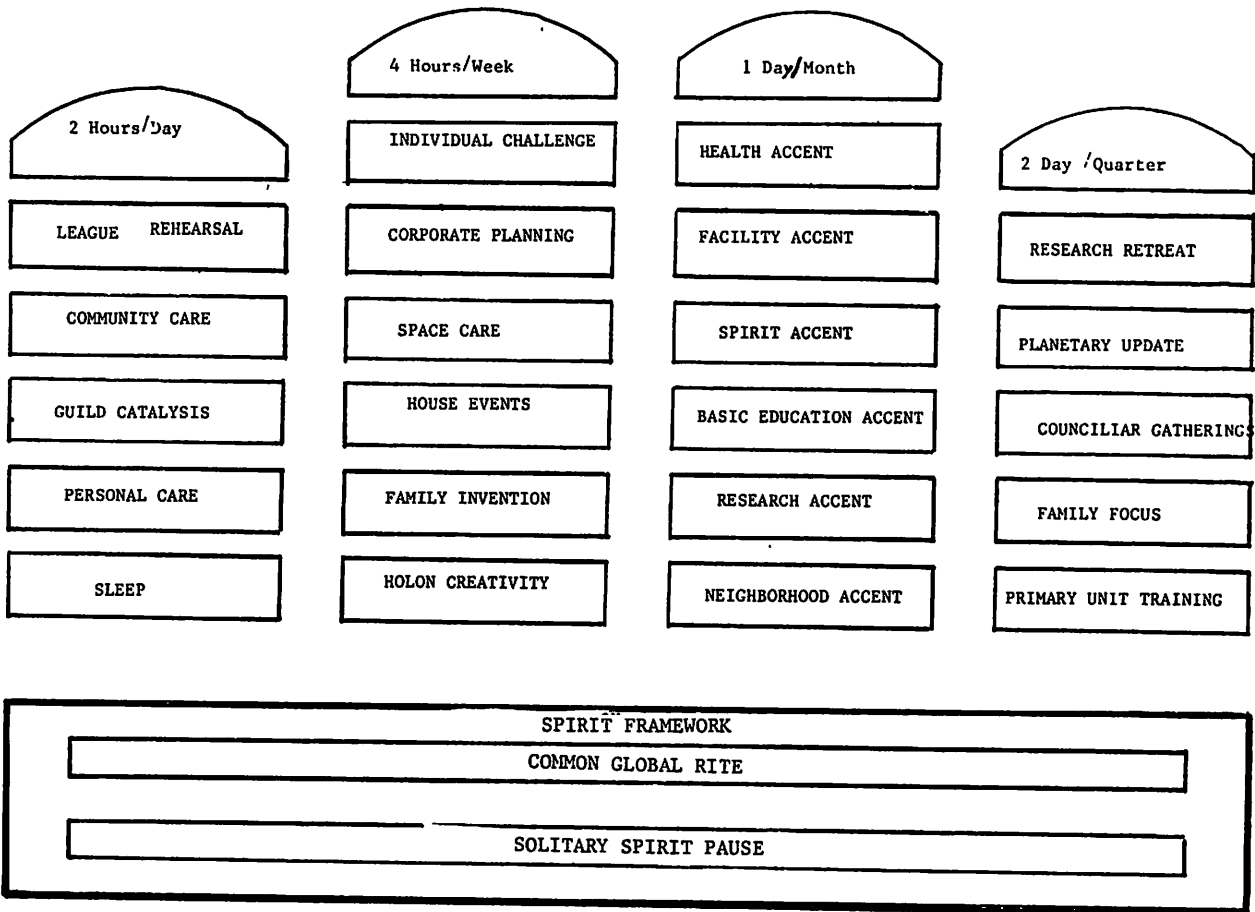 2 Hours/Day
LEAGUE REHEARSAL
COMMUNITY CARE
GUILD CATALYSIS
PERSONAL CARE
SLEEP
4 Hours/Week
INDIVIDUAL CHALLENGE
CORPORATE PLANNING
SPACE CARE
HOUSE EVENTS
FAMILY INVENTION
HOLON CREATIVITY
1 Day/Month
HEALTH ACCENT
FACILITY ACCENT
SPIRIT ACCENT
BASIC EDUCATION ACCENT
RESEARCH ACCENT
NEIGHBORHOOD ACCENT
2 Day /Quarter
RESEARCH RETREAT
PLANETARY UPDATE
COUNCILIAR GATHERINGS
FAMILY FOCUS
PRIMARY UNIT TRAINING
SPIRIT FRAMEWORK
COMMON GLOBAL RITE
SOLITARY SPIRIT PAUSE